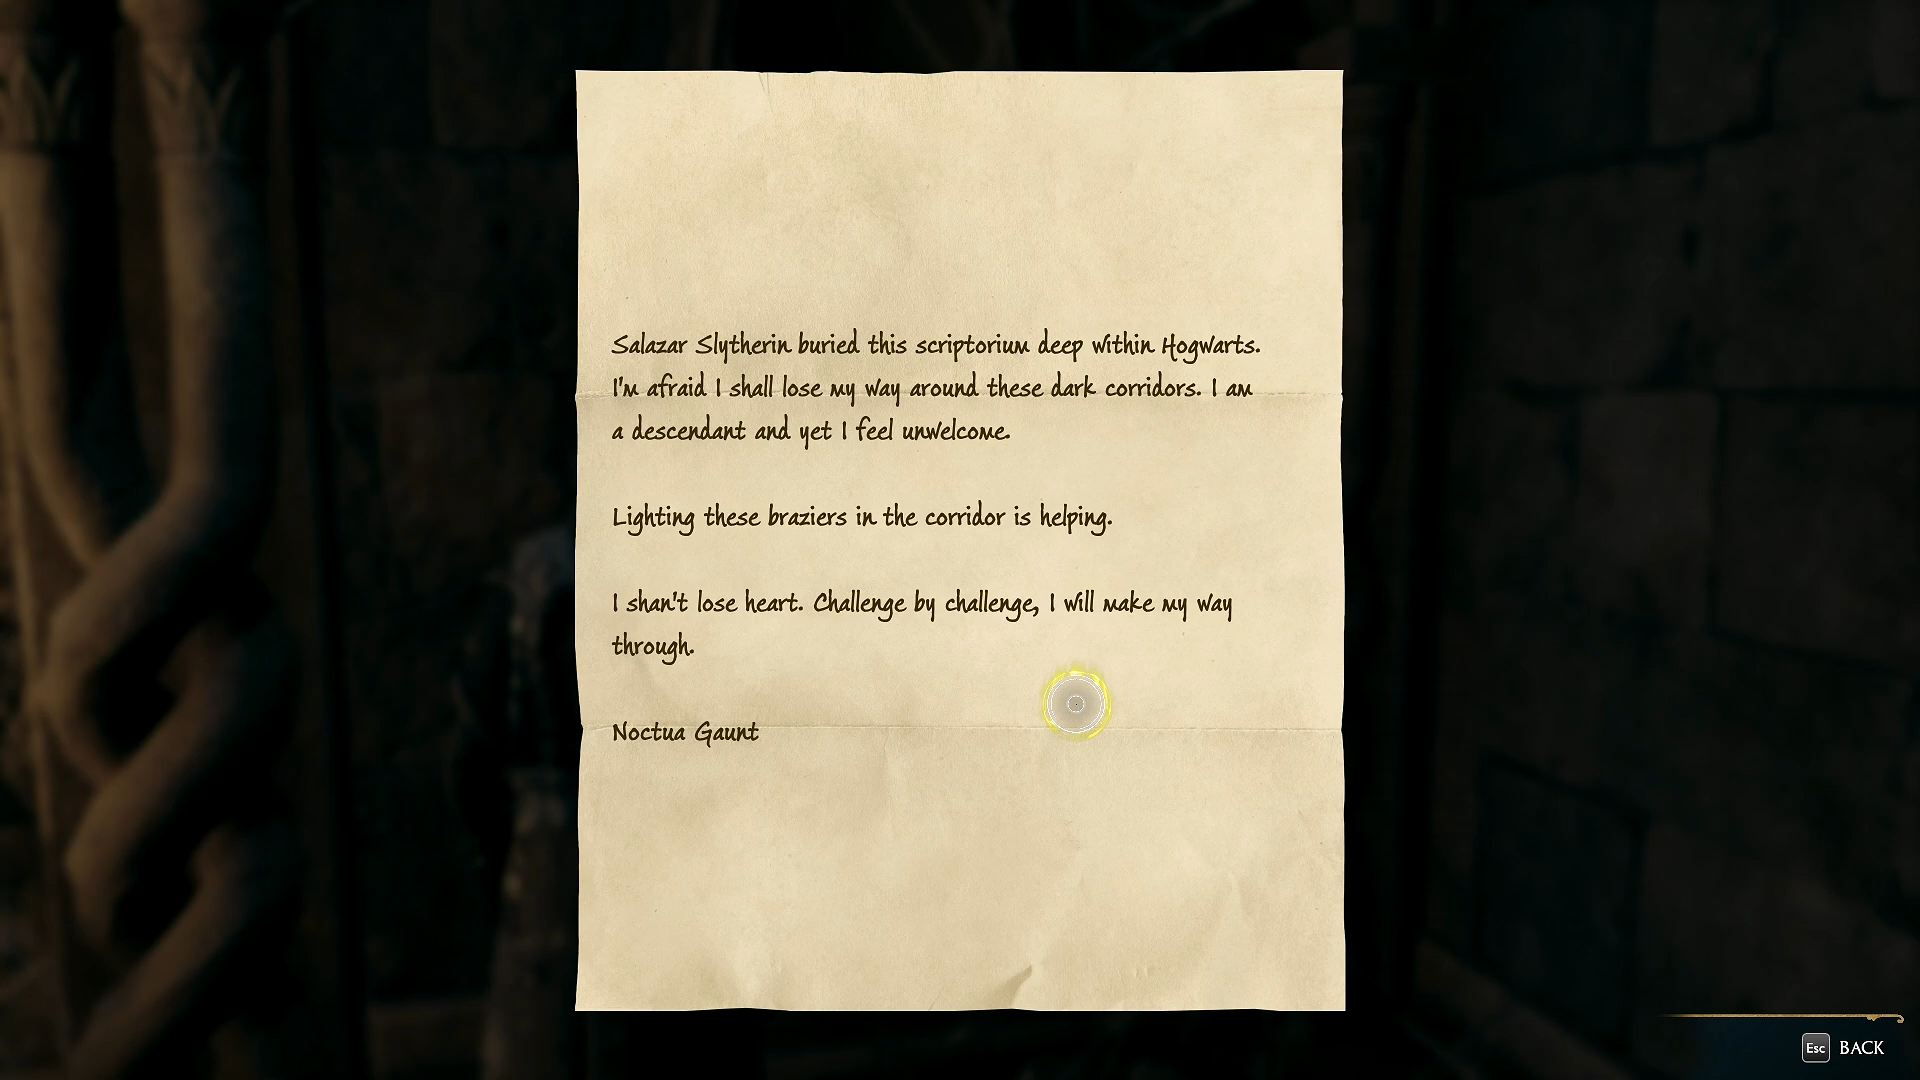 Salazar Slytherin buried this scriptorium deep within Hogwarts.
I'm afraid I shall lose my way around these dark corridors. I am
a descendant and yet I feel unwelcome.
Lighting these braziers in the corridor is helping.
I shan't lose heart. Challenge by challenge, I will make my way
through.
Noctua Gaunt
Esc BACK